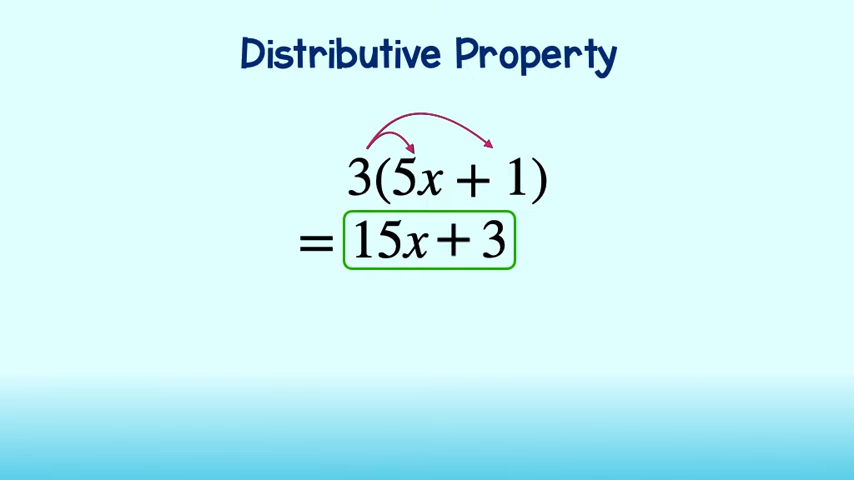 Distributive Property
3(5x + 1)
= 15x + 3